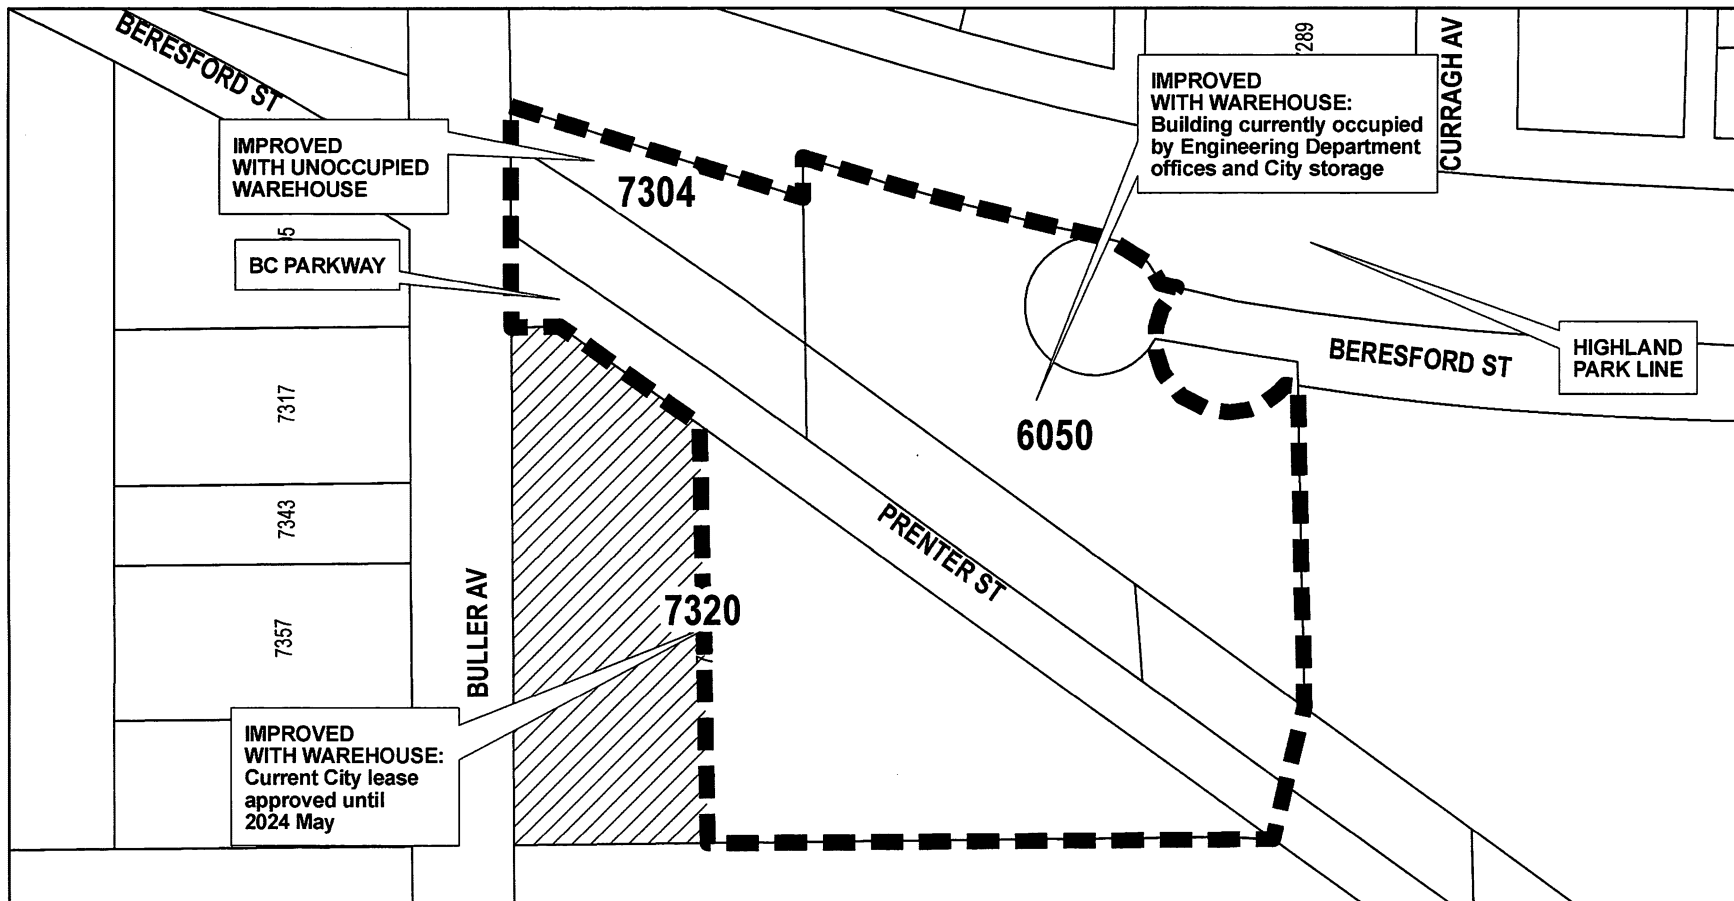 BERESFORD ST
7289
CURRAGH AV
IMPROVED
WITH WAREHOUSE:
Building currently occupied
by Engineering Department
offices and City storage
IMPROVED
WITH UNOCCUPIED
WAREHOUSE
7304
BC PARKWAY
BERESFORD ST
HIGHLAND
PARK LINE
7317
6050
7343
PRENTER ST
BULLER AV
7320
7357
IMPROVED
WITH WAREHOUSE:
Current City lease
approved until
2024 May